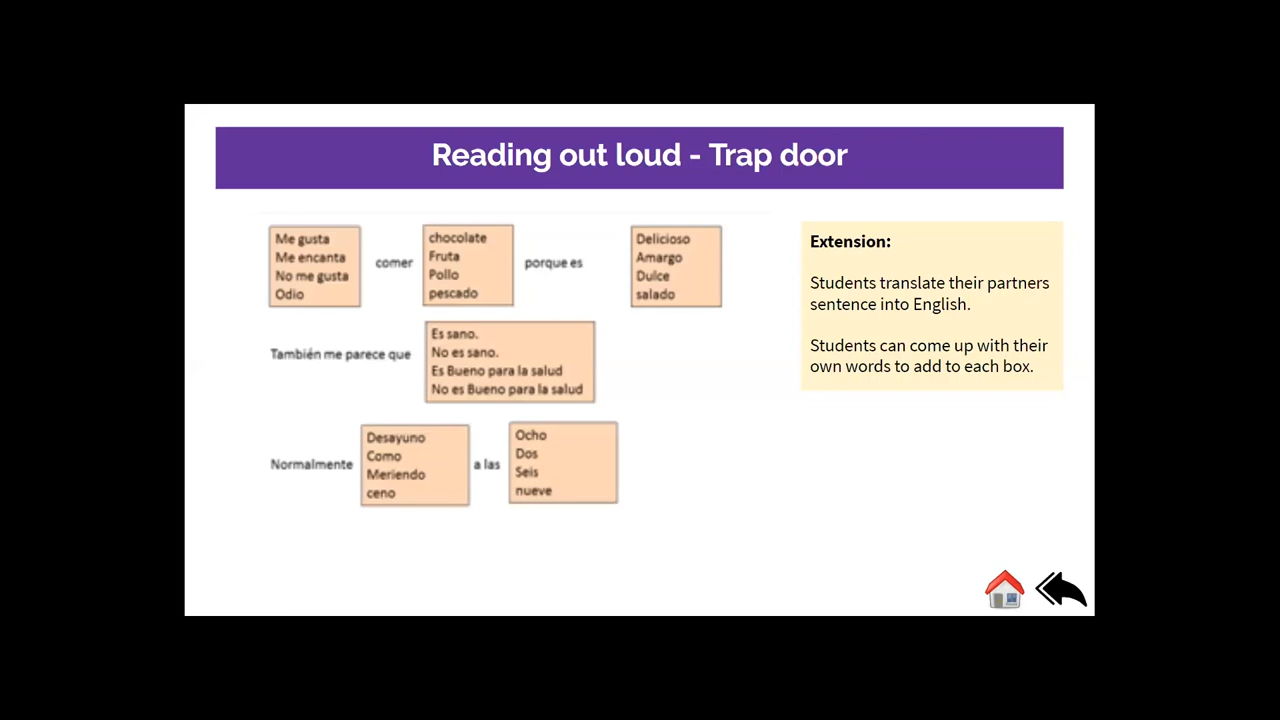 Reading out loud - Trap door
Me gusta
Me encanta
No me gusta
Odio
comer
chocolate
Fruta
Pollo
pescado
porque es
Delicioso
Amargo
Dulce
salado
También me parece que
Es sano.
No es sano.
Es Bueno para la salud
No es Bueno para la salud
Normalmente
Desayuno
Como
Meriendo
ceno
a las
Ocho
Dos
Seis
nueve
Extension:
Students translate their partners
sentence into English.
Students can come up with their
own words to add to each box.